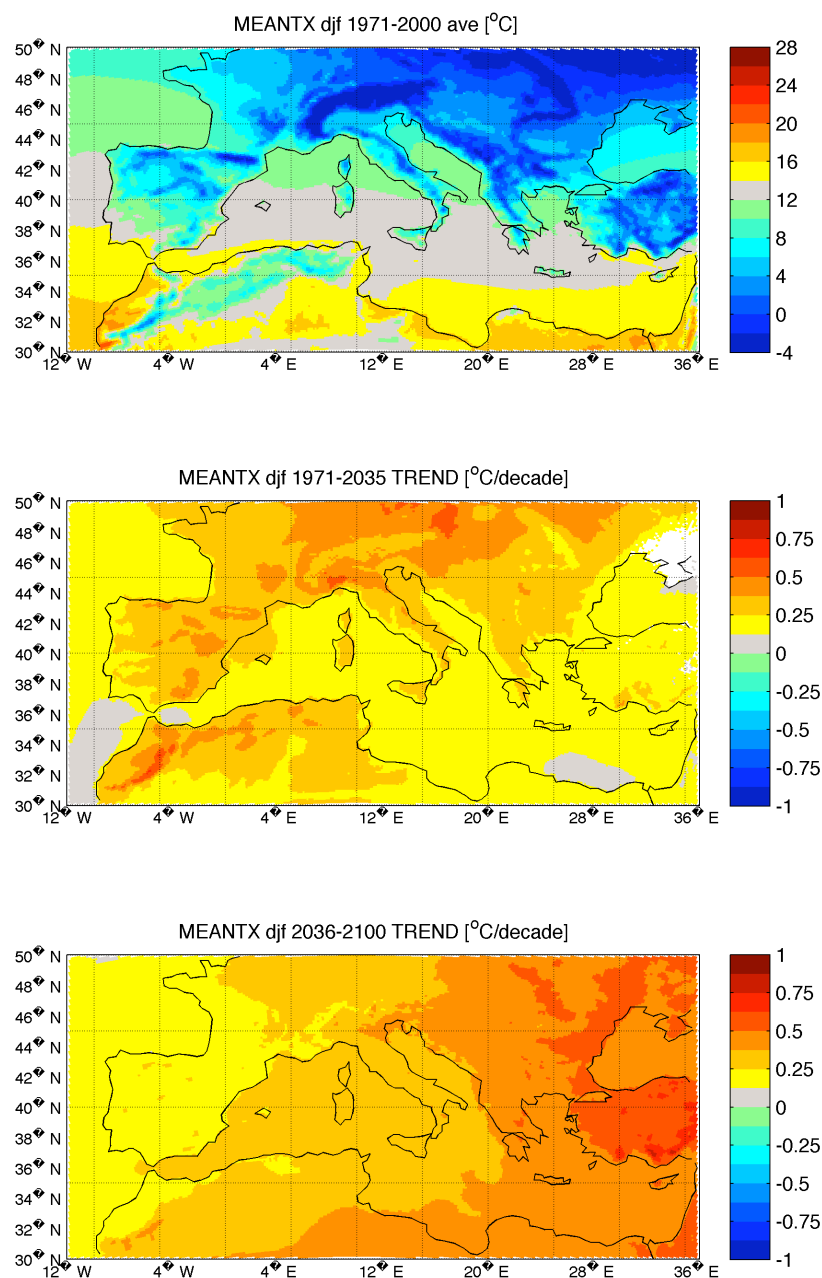 MEANTX djf 1971-2000 ave [°C]
50� N
48� N
46� N
44� N
42� N
40� N
38� N
36� N
34� N
32� N
30� N
12� W
4� W
4� E
12� E
20� E
28� E
36� E
28
24
20
16
12
8
4
0
-4
MEANTX djf 1971-2035 TREND [°C/decade]
50� N
48� N
46� N
44� N
42� N
40� N
38� N
36� N
34� N
32� N
30� N
12� W
4� W
4� E
12� E
20� E
28� E
36� E
1
0.75
0.5
0.25
0
-0.25
-0.5
-0.75
-1
MEANTX djf 2036-2100 TREND [°C/decade]
50� N
48� N
46� N
44� N
42� N
40� N
38� N
36� N
34� N
32� N
30� N
12� W
4� W
4� E
12� E
20� E
28� E
36� E
1
0.75
0.5
0.25
0
-0.25
-0.5
-0.75
-1